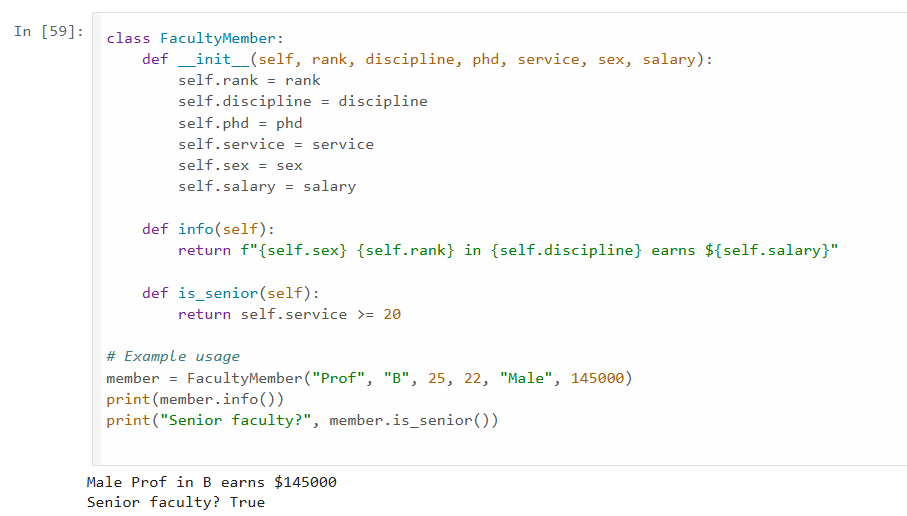 In [59]:
class FacultyMember:
    def __init__(self, rank, discipline, phd, service, sex, salary):
        self.rank = rank
        self.discipline = discipline
        self.phd = phd
        self.service = service
        self.sex = sex
        self.salary = salary
    def info(self):
        return f"{self.sex} {self.rank} in {self.discipline} earns ${self.salary}"
    def is_senior(self):
        return self.service >= 20
# Example usage
member = FacultyMember("Prof", "B", 25, 22, "Male", 145000)
print(member.info())
print("Senior faculty?", member.is_senior())
Male Prof in B earns $145000
Senior faculty? True